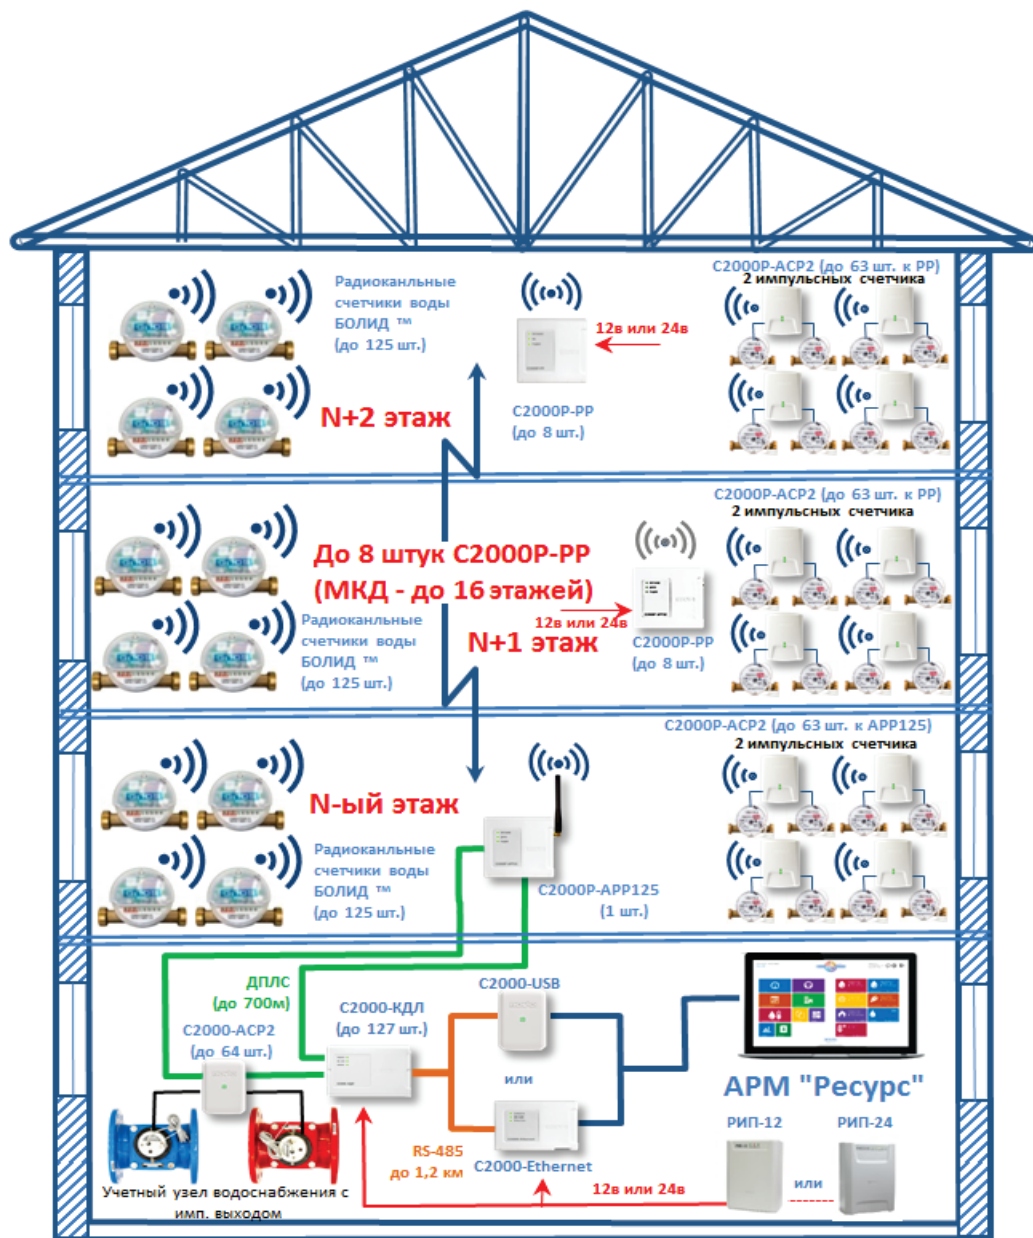 С2000Р-АСР2 (до 63 шт. к РР)
2 импульсных счетчика
Радиоканльные
счетчики воды
БОЛИД ™
(до 125 шт.)
12в или 24в
С2000Р-РР
(до 8 шт.)
N+2 этаж
С2000Р-АСР2 (до 63 шт. к РР)
2 импульсных счетчика
До 8 штук С2000Р-РР
(МКД - до 16 этажей)
12в или 24в
N+1 этаж
С2000Р-РР
(до 8 шт.)
Радиоканльные
счетчики воды
БОЛИД ™
(до 125 шт.)
С2000Р-АСР2 (до 63 шт. к АРР125)
2 импульсных счетчика
N-ый этаж
Радиоканльные
счетчики воды
БОЛИД ™
(до 125 шт.)
С2000Р-АРР125
(1 шт.)
ДПЛС
(до 700м)
С2000-АСР2
(до 64 шт.)
С2000-КДЛ
(до 127 шт.)
С2000-USB
или
С2000-Ethernet
RS-485
до 1,2 км
АРМ "Ресурс"
РИП-12
или
РИП-24
12в или 24в
Учетный узел водоснабжения с
имп. выходом